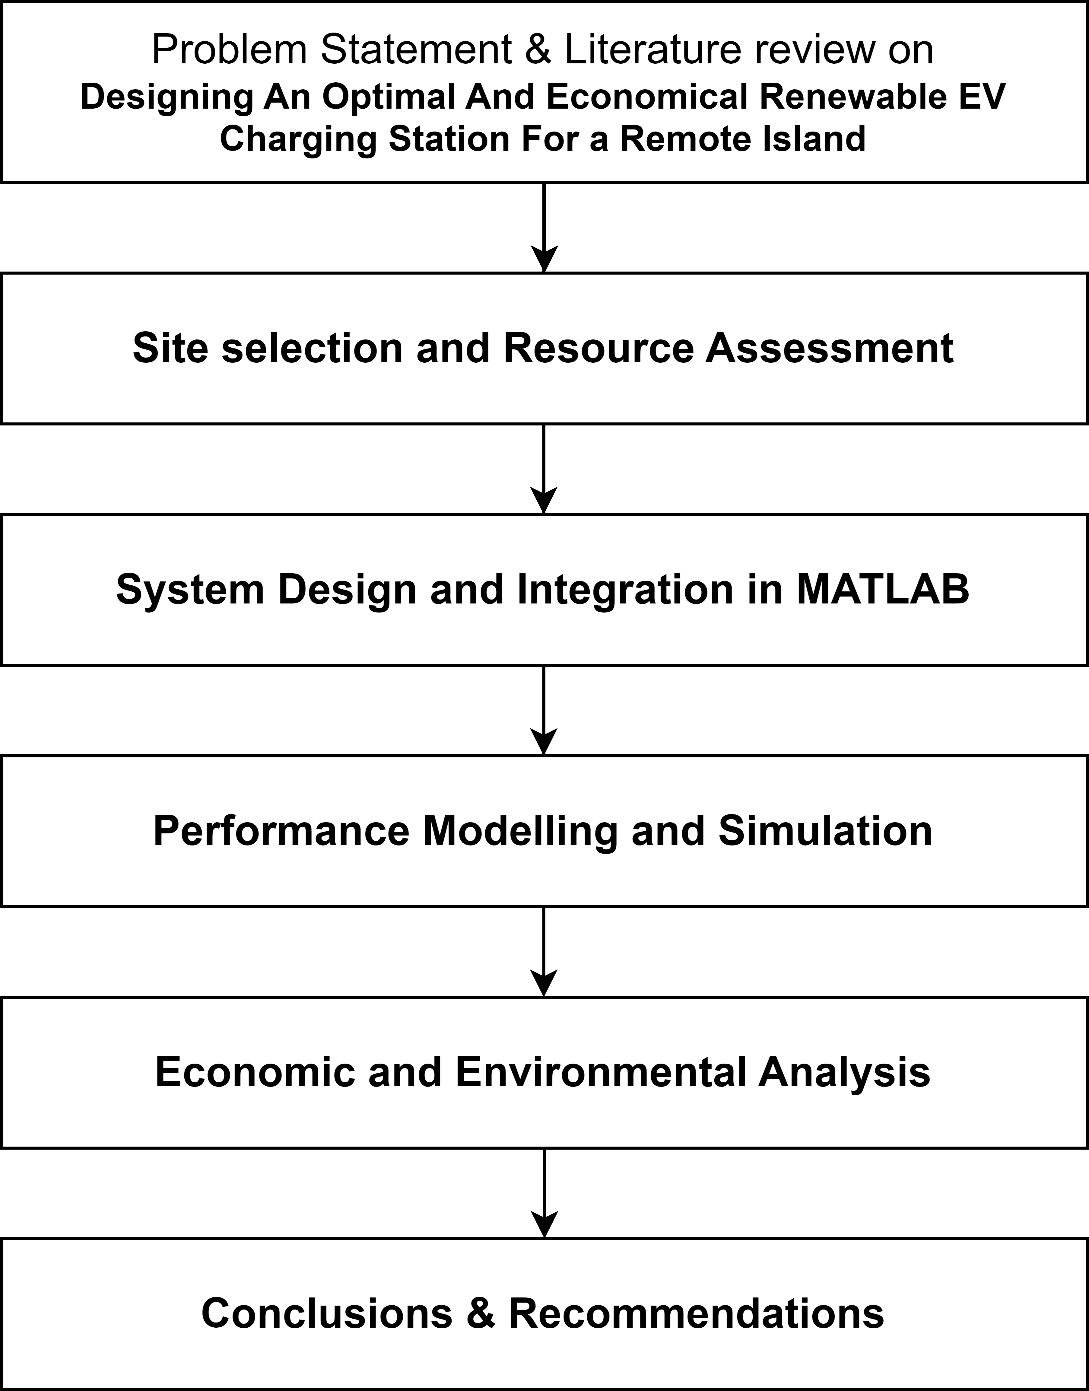 Problem Statement & Literature review on
Designing An Optimal And Economical Renewable EV
Charging Station For a Remote Island
Site selection and Resource Assessment
System Design and Integration in MATLAB
Performance Modelling and Simulation
Economic and Environmental Analysis
Conclusions & Recommendations